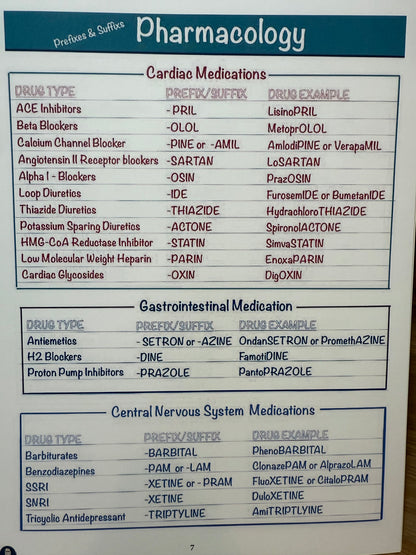 Prefixes & Suffixs Pharmacology
Cardiac Medications
DRUG TYPE PREFIX/SUFFIX DRUG EXAMPLE
ACE Inhibitors -PRIL LisinoPRIL
Beta Blockers -OLOL MetoprOLOL
Calcium Channel Blocker -PINE or -AMIL AmlodiPINE or VerapaMIL
Angiotensin II Receptor blockers -SARTAN LoSARTAN
Alpha 1 - Blockers -OSIN PrazOSIN
Loop Diuretics -IDE FurosemIDE or BumetanIDE
Thiazide Diuretics -THIAZIDE HydrachloroTHIAZIDE
Potassium Sparing Diuretics -ACTONE SpironolACTONE
HMG-CoA Reductase Inhibitor -STATIN SimvaSTATIN
Low Molecular Weight Heparin -PARIN EnoxaPARIN
Cardiac Glycosides -OXIN DigOXIN
Gastrointestinal Medication
DRUG TYPE PREFIX/SUFFIX DRUG EXAMPLE
Antiemetics - SETRON or -AZINE OndanSETRON or PromethAZINE
H2 Blockers -DINE FamotiDINE
Proton Pump Inhibitors -PRAZOLE PantoPRAZOLE
Central Nervous System Medications
DRUG TYPE PREFIX/SUFFIX DRUG EXAMPLE
Barbiturates -BARBITAL PhenoBARBITAL
Benzodiazepines -PAM or -LAM ClonazePAM or AlprazoLAM
SSRI -XETINE or - PRAM FluoXETINE or CitaloPRAM
SNRI -XETINE DuloXETINE
Tricyclic Antidepressant -TRIPTYLINE AmiTRIPTLYINE
7